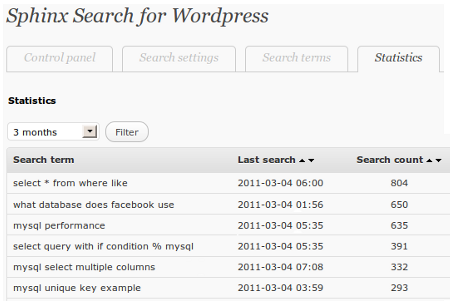 Sphinx Search for Wordpress
Control panel Search settings Search terms Statistics
Statistics
3 months Filter
Search term Last search Search count
select * from where like 2011-03-04 06:00 804
what database does facebook use 2011-03-04 01:56 650
mysql performance 2011-03-04 05:35 635
select query with if condition % mysql 2011-03-04 05:35 391
mysql select multiple columns 2011-03-04 07:08 332
mysql unique key example 2011-03-04 03:59 293